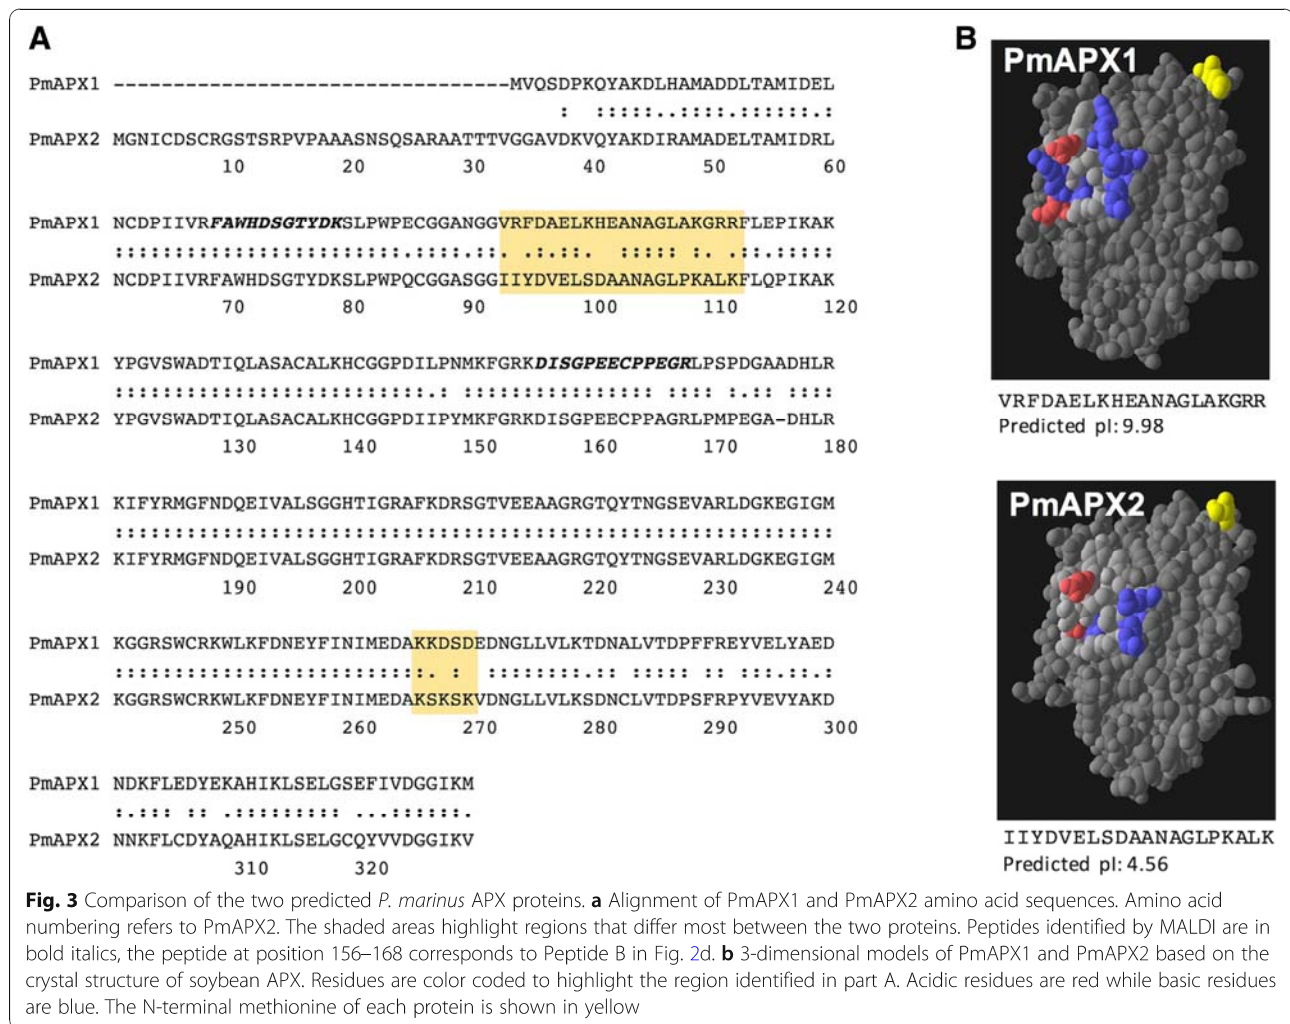 A
PmAPX1 ---------------------------------MVQSDPKQYAKDLHAMADDLTAMIDEL
: ::::::..::::.::::.::::::.:
PmAPX2 MGNICDSCRGSTSRPVPAAASNSQSARAATTTVGGAVDKVQYAKDIRAMADELTAMIDRL
10 20 30 40 50 60
PmAPX1 NCDPIIVRFAWHDSGTYDKSLPWPECGGANGGVRFDAELKHEANAGLAKGRRFLEPIKAK
::::::::::::::::::::::::.::::.::. .:.::. ::::: :. .::.::::::
PmAPX2 NCDPIIVRFAWHDSGTYDKSLPWPQCGGASGGIIYDVELSDAANAGLPKALKFLQPIKAK
70 80 90 100 110 120
PmAPX1 YPGVSWADTIQLASACALKHCGGPDILPNMKFGRKDISGPEECPPEGRLPSPDGAADHLR
::::::::::::::::::::::::::.: :::::::::::::::: ::: :.:: :::::
PmAPX2 YPGVSWADTIQLASACALKHCGGPDIIPYMKFGRKDISGPEECPPAGRLPMPEGA-DHLR
130 140 150 160 170 180
PmAPX1 KIFYRMGFNDQEIVALSGGHTIGRAFKDRSGTVEEAAGRGTQYTNGSEVARLDGKEGIGM
::::::::::::::::::::::::::::::::::::::::::::::::::::::::::::
PmAPX2 KIFYRMGFNDQEIVALSGGHTIGRAFKDRSGTVEEAAGRGTQYTNGSEVARLDGKEGIGM
190 200 210 220 230 240
PmAPX1 KGGRSWCRKWLKFDNEYFINIMEDAKKDSDEDNGLLVLKTDNALVTDPFFREYVELYAED
::::::::::::::::::::::::::. : :::::::::.:: :::::: :: :::.::.:
PmAPX2 KGGRSWCRKWLKFDNEYFINIMEDAKSKSKVDNGLLVLKSDNCLVTDPSFRPYVEVYAKD
250 260 270 280 290 300
PmAPX1 NDKFLEDYEKAHIKLSELGSEFIVDGGIKM
:.::: :: .::::::::: ...::::::.
PmAPX2 NNKFLCDYAQAHIKLSELGCQYVVDGGIKV
310 320
B
PmAPX1
VRFDAELKHEANAGLAKGRR
Predicted pI: 9.98
PmAPX2
IIYDVELSDAANAGLPKALK
Predicted pI: 4.56
Fig. 3 Comparison of the two predicted P. marinus APX proteins. a Alignment of PmAPX1 and PmAPX2 amino acid sequences. Amino acid
numbering refers to PmAPX2. The shaded areas highlight regions that differ most between the two proteins. Peptides identified by MALDI are in
bold italics, the peptide at position 156–168 corresponds to Peptide B in Fig. 2d. b 3-dimensional models of PmAPX1 and PmAPX2 based on the
crystal structure of soybean APX. Residues are color coded to highlight the region identified in part A. Acidic residues are red while basic residues
are blue. The N-terminal methionine of each protein is shown in yellow